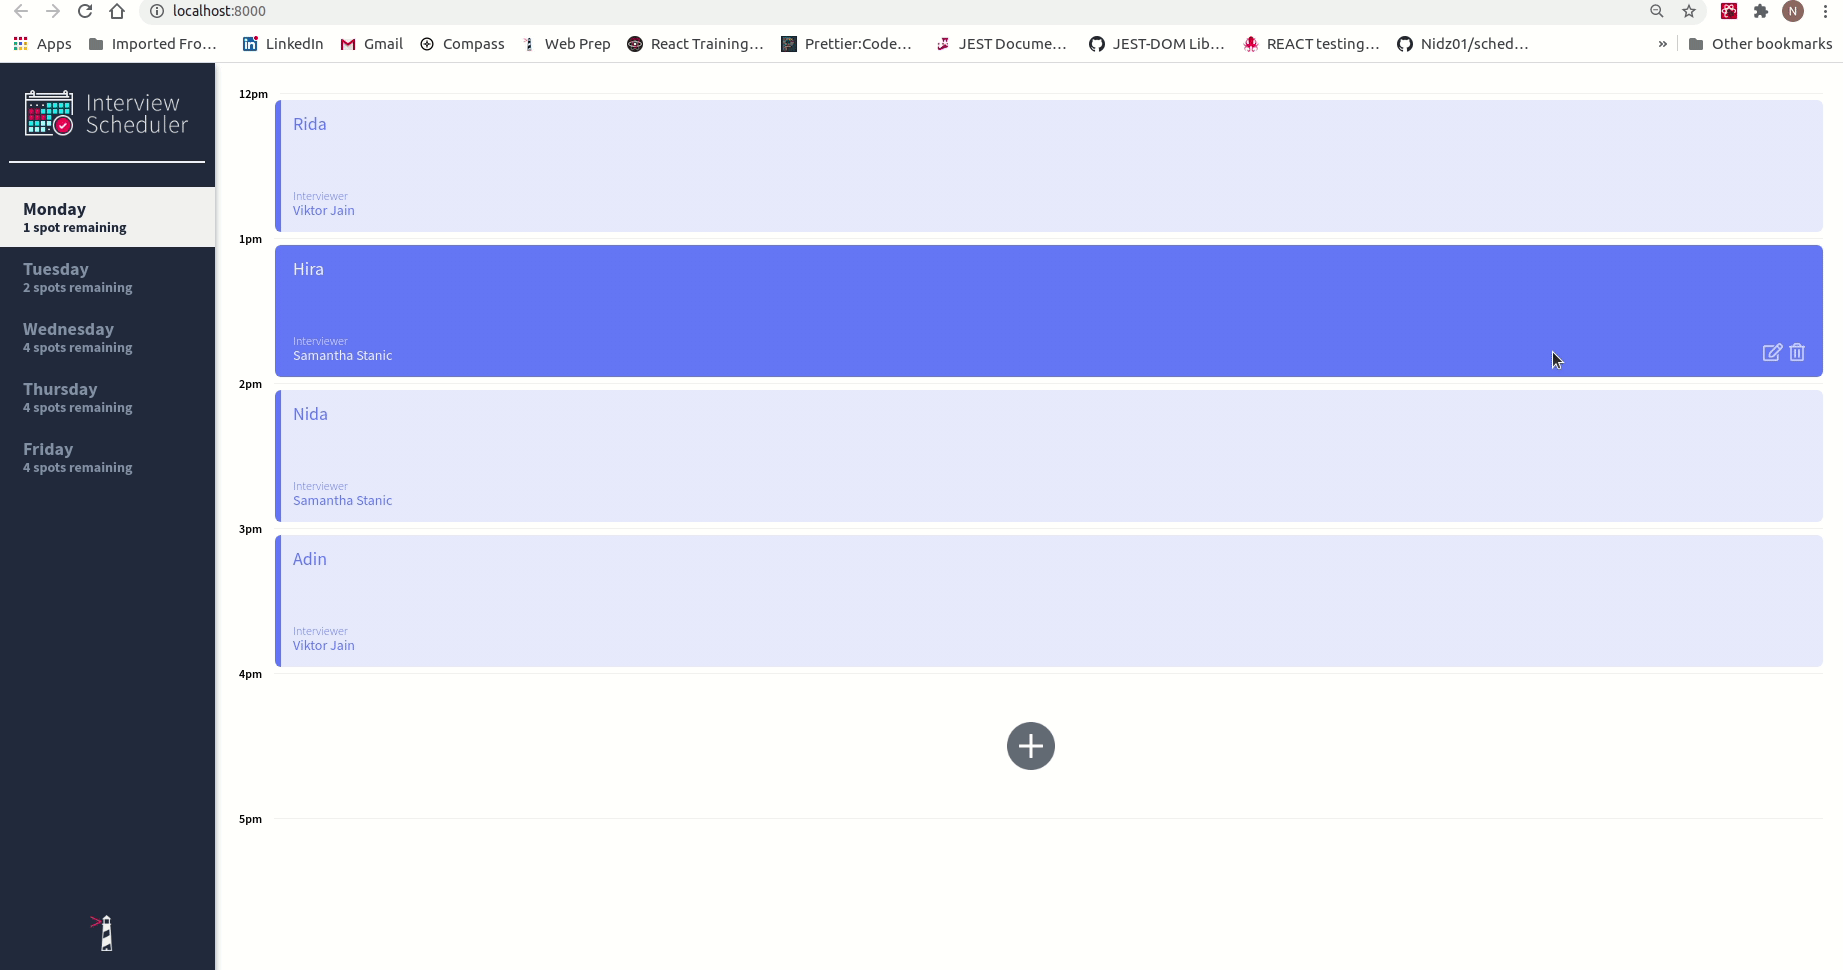 localhost:8000
N
Apps Imported Fro... LinkedIn Gmail Compass Web Prep React Training... Prettier:Code... JEST Docume... JEST-DOM Lib... REACT testing... Nidz01/sched... » Other bookmarks
Interview
Scheduler
Monday
1 spot remaining
Tuesday
2 spots remaining
Wednesday
4 spots remaining
Thursday
4 spots remaining
Friday
4 spots remaining
12pm
Rida
Interviewer
Viktor Jain
1pm
Hira
Interviewer
Samantha Stanic
2pm
Nida
Interviewer
Samantha Stanic
3pm
Adin
Interviewer
Viktor Jain
4pm
5pm